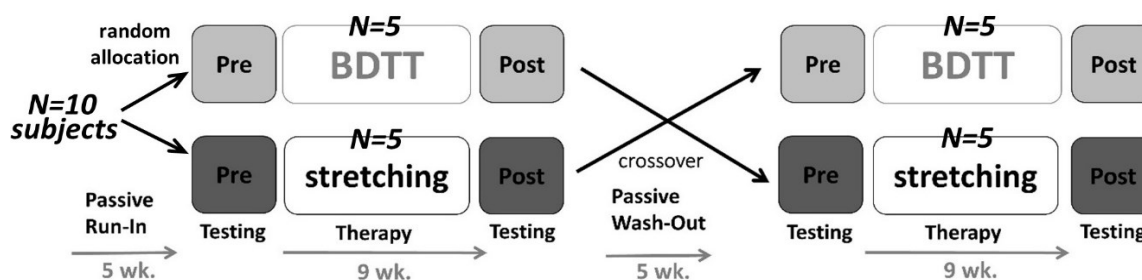 random
allocation
N=10
subjects
Pre
N=5
BDTT
Post
Pre
N=5
stretching
Post
Passive
Run-In
5 wk.
Testing
Therapy
9 wk.
Testing
crossover
Passive
Wash-Out
5 wk.
Pre
N=5
BDTT
Post
Pre
N=5
stretching
Post
Testing
Therapy
9 wk.
Testing